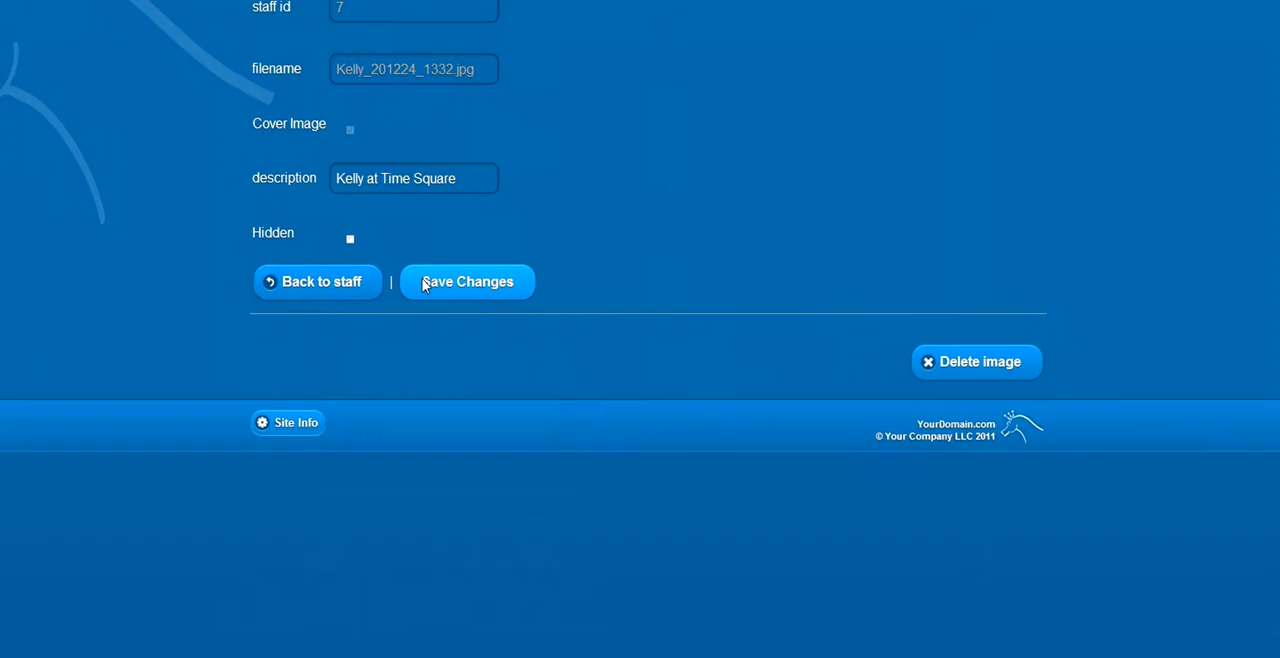 staff id 7
filename Kelly_201224_1332.jpg
Cover Image
description Kelly at Time Square
Hidden
Back to staff | Save Changes
Delete image
Site Info
YourDomain.com
© Your Company LLC 2011